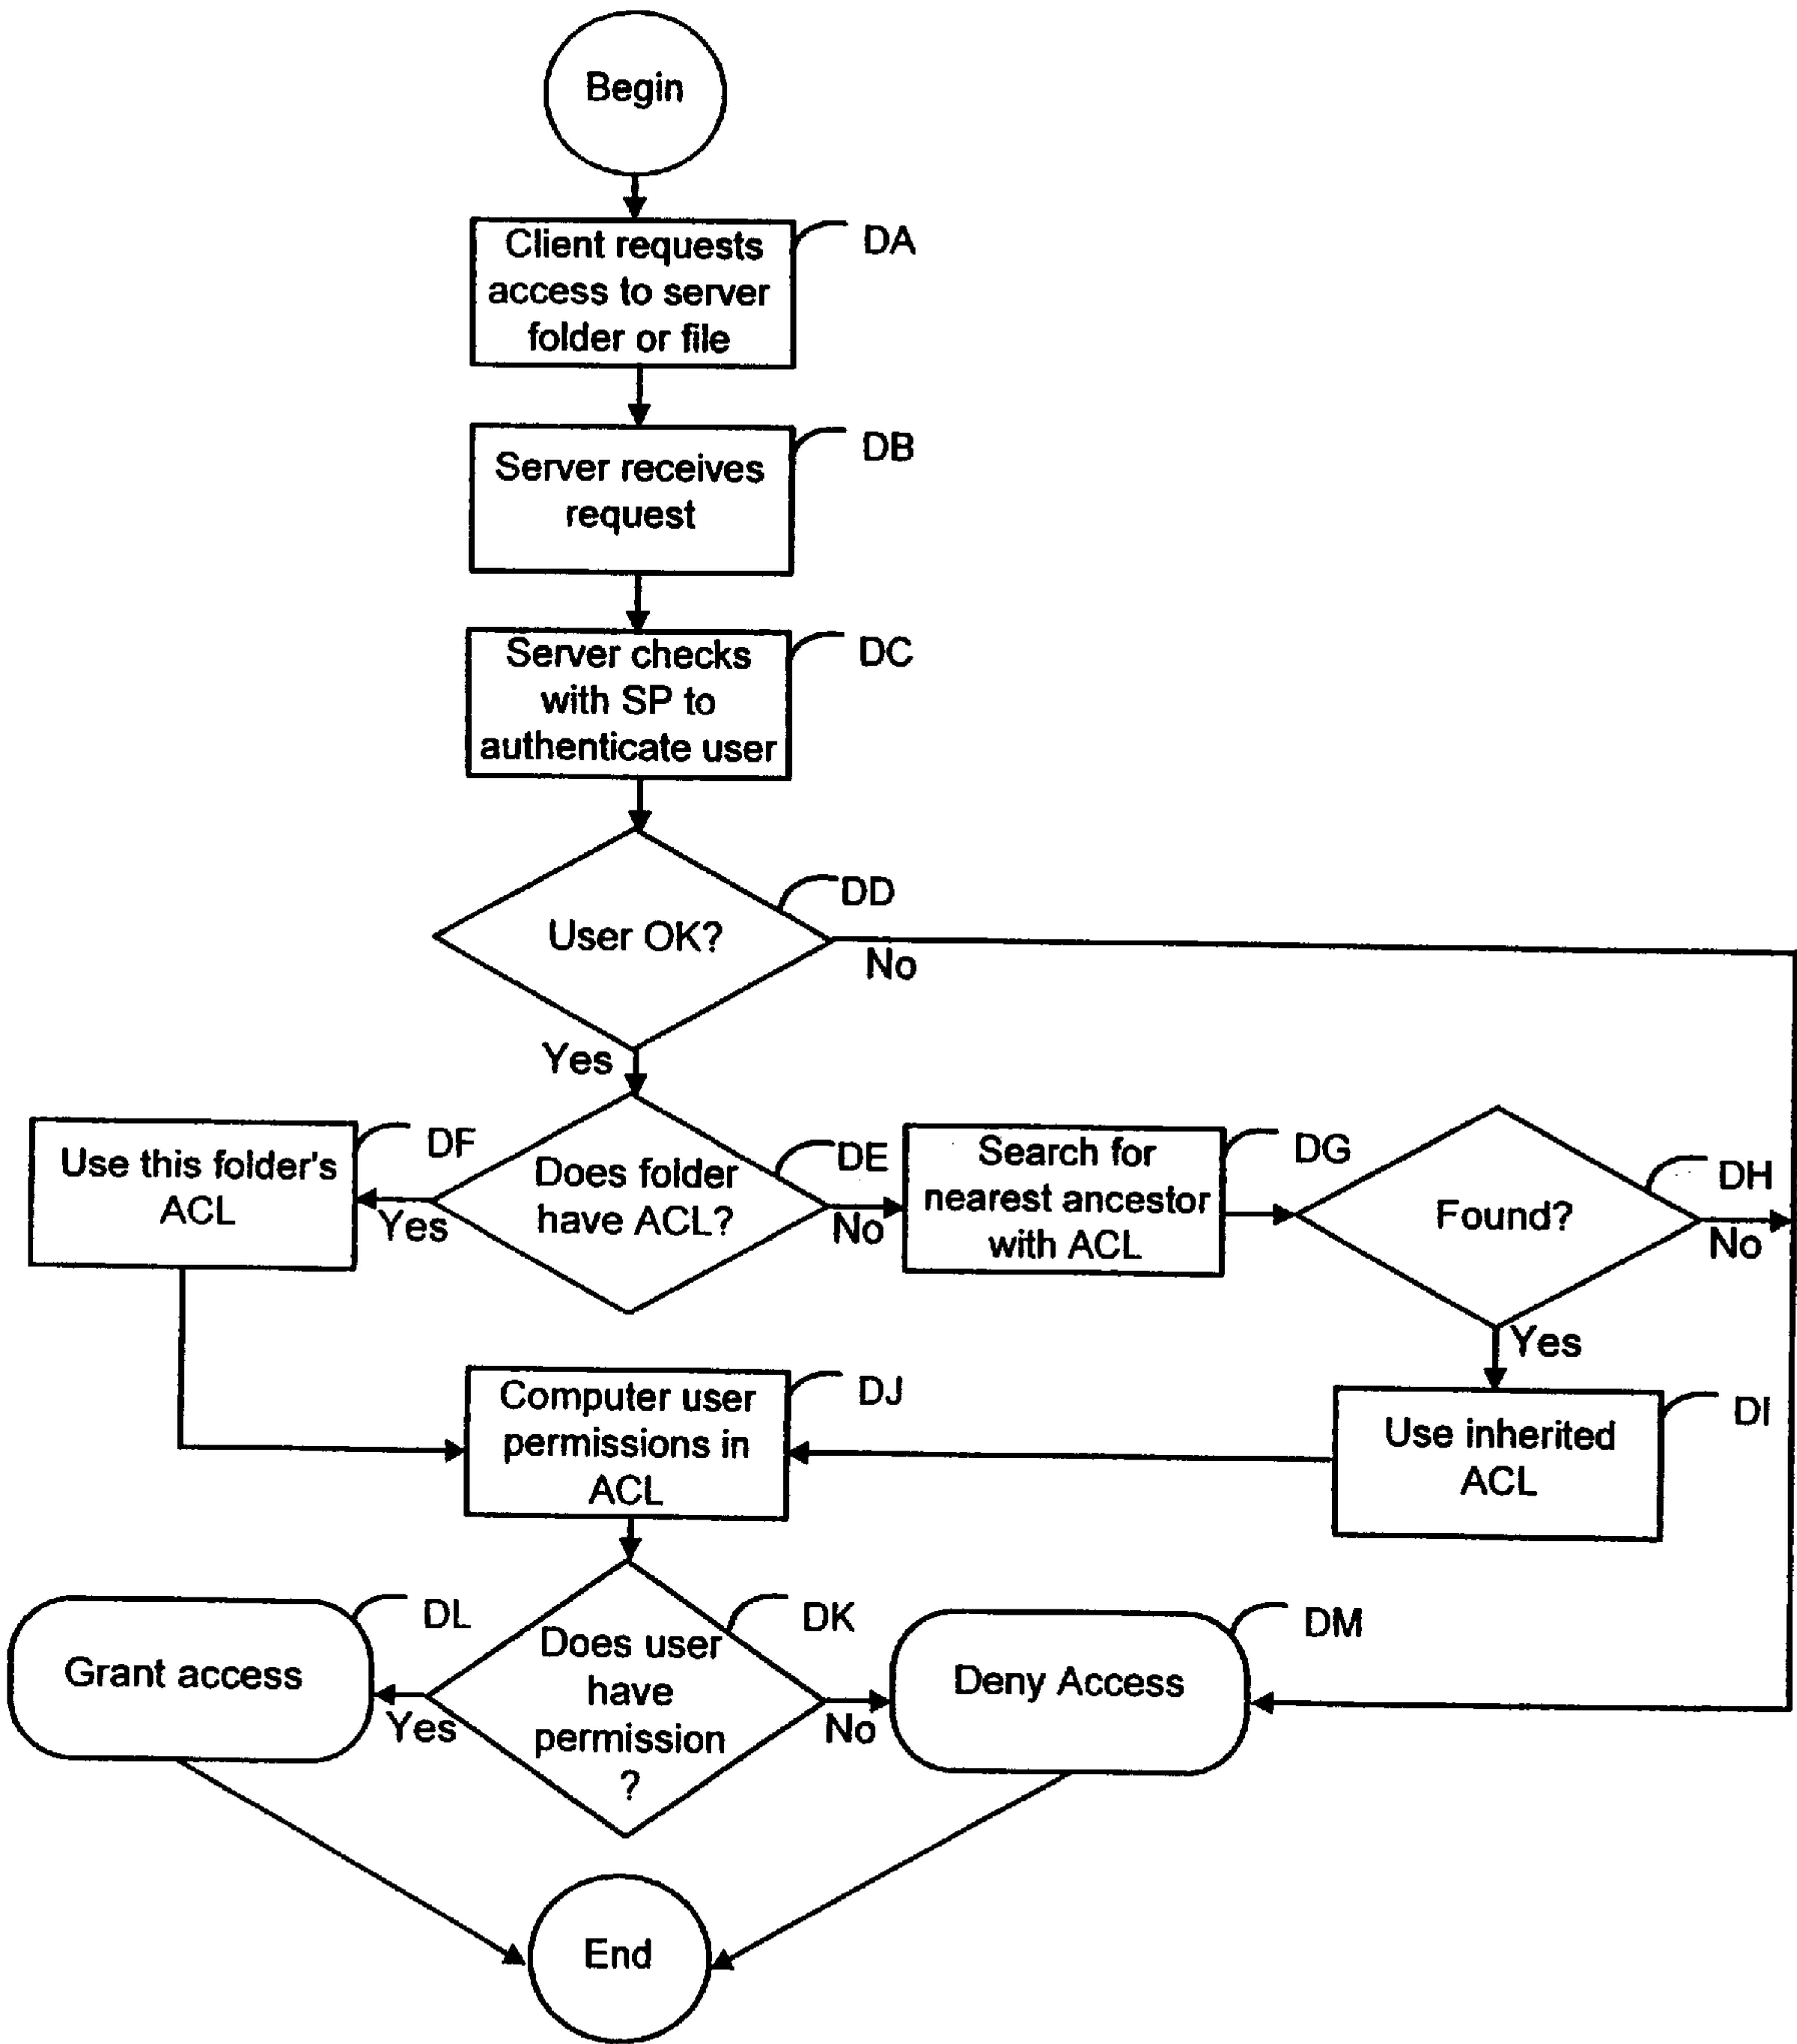 Begin
Client requests
access to server
folder or file
DA
Server receives
request
DB
Server checks
with SP to
authenticate user
DC
User OK?
DD
No
Yes
Use this folder's
ACL
DF
Yes
Does folder
have ACL?
DE
No
Search for
nearest ancestor
with ACL
DG
Found?
DH
No
Yes
Computer user
permissions in
ACL
DJ
Use inherited
ACL
DI
Grant access
DL
Yes
Does user
have
permission
?
DK
No
Deny Access
DM
End